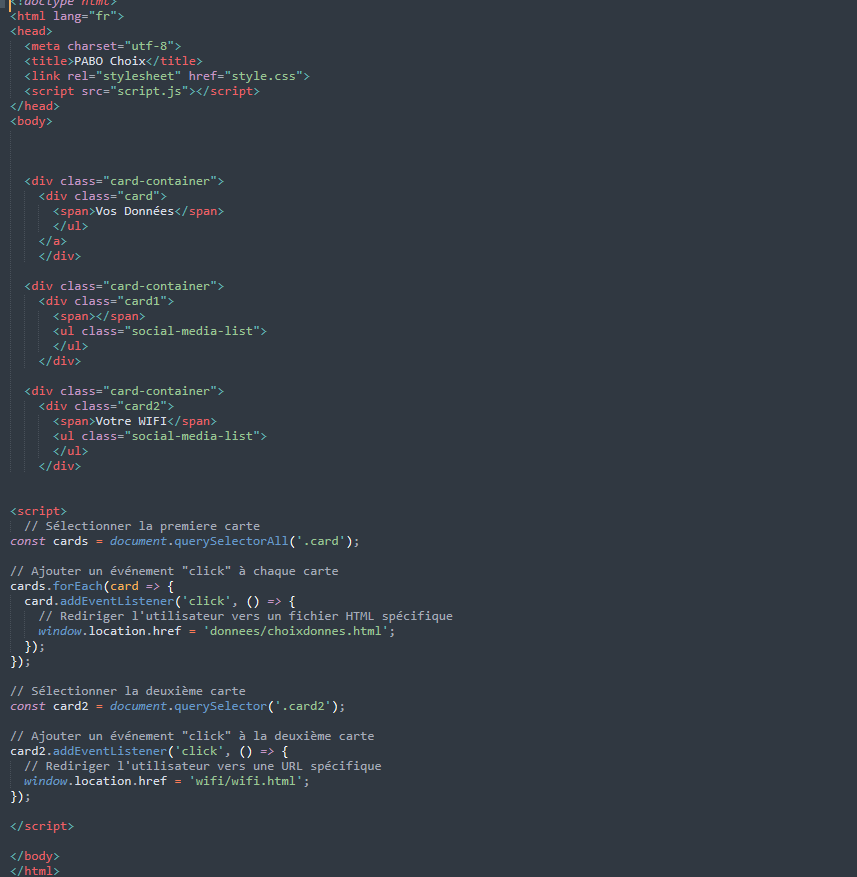 <!doctype html>
<html lang="fr">
<head>
  <meta charset="utf-8">
  <title>PABO Choix</title>
  <link rel="stylesheet" href="style.css">
  <script src="script.js"></script>
</head>
<body>

  <div class="card-container">
    <div class="card">
      <span>Vos Données</span>
      </ul>
    </a>
    </div>

  <div class="card-container">
    <div class="card1">
      <span></span>
      <ul class="social-media-list">
      </ul>
    </div>

  <div class="card-container">
    <div class="card2">
      <span>Votre WIFI</span>
      <ul class="social-media-list">
      </ul>
    </div>

<script>
  // Sélectionner la premiere carte
const cards = document.querySelectorAll('.card');

// Ajouter un événement "click" à chaque carte
cards.forEach(card => {
  card.addEventListener('click', () => {
    // Rediriger l'utilisateur vers un fichier HTML spécifique
    window.location.href = 'donnees/choixdonnes.html';
  });
});

// Sélectionner la deuxième carte
const card2 = document.querySelector('.card2');

// Ajouter un événement "click" à la deuxième carte
card2.addEventListener('click', () => {
  // Rediriger l'utilisateur vers une URL spécifique
  window.location.href = 'wifi/wifi.html';
});

</script>

</body>
</html>